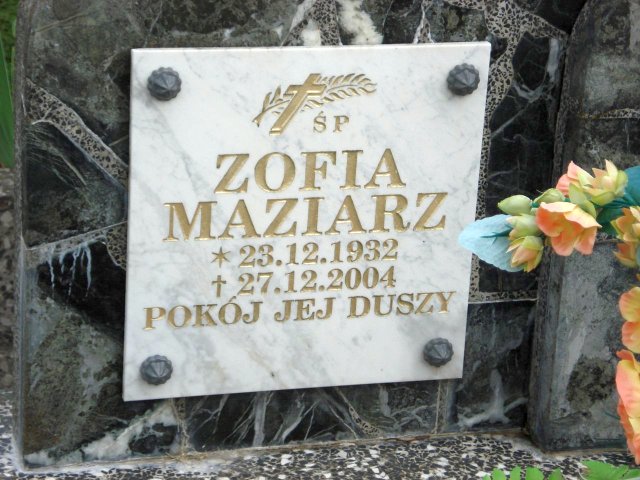 ŚP
ZOFIA
MAZIARZ
* 23.12.1932
† 27.12.2004
POKÓJ JEJ DUSZY